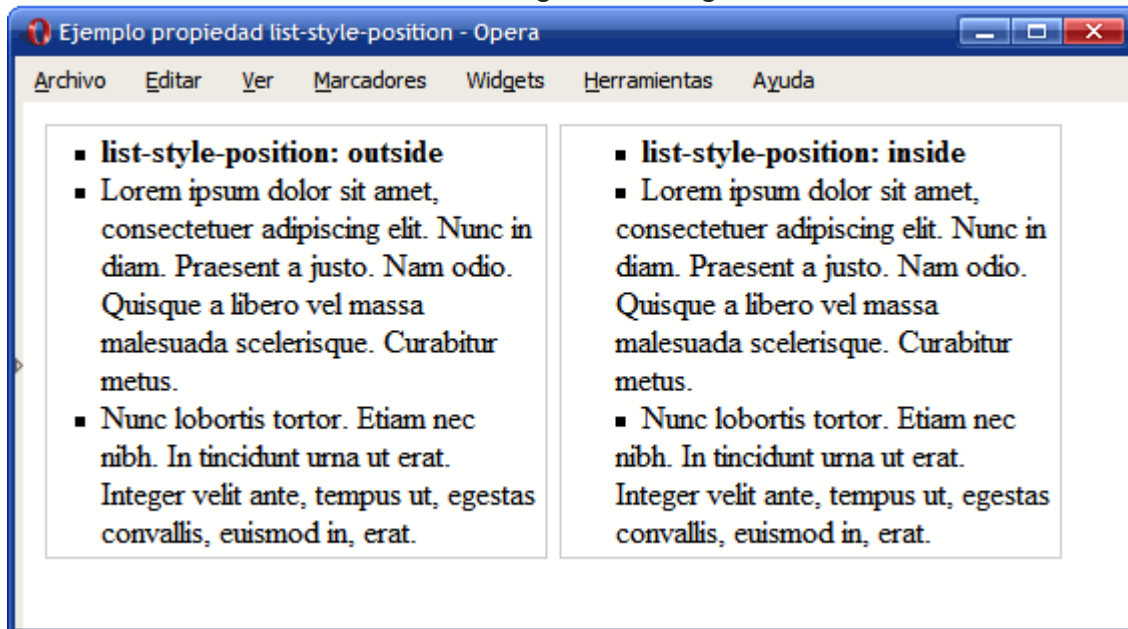 Ejemplo propiedad list-style-position - Opera
Archivo Editar Ver Marcadores Widgets Herramientas Ayuda
list-style-position: outside
Lorem ipsum dolor sit amet,
consectetuer adipiscing elit. Nunc in
diam. Praesent a justo. Nam odio.
Quisque a libero vel massa
malesuada scelerisque. Curabitur
metus.
Nunc lobortis tortor. Etiam nec
nibh. In tincidunt urna ut erat.
Integer velit ante, tempus ut, egestas
convallis, euismod in, erat.
list-style-position: inside
Lorem ipsum dolor sit amet,
consectetuer adipiscing elit. Nunc in
diam. Praesent a justo. Nam odio.
Quisque a libero vel massa
malesuada scelerisque. Curabitur
metus.
Nunc lobortis tortor. Etiam nec
nibh. In tincidunt urna ut erat.
Integer velit ante, tempus ut, egestas
convallis, euismod in, erat.